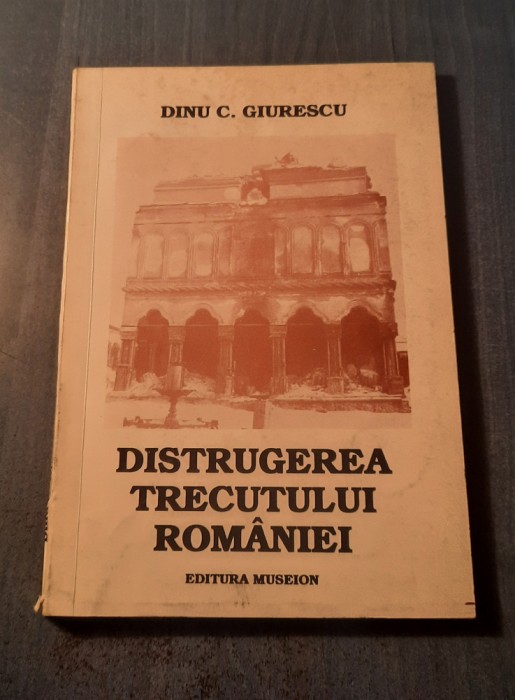 DINU C. GIURESCU
DISTRUGEREA
TRECUTULUI
ROMÂNIEI
EDITURA MUSEION